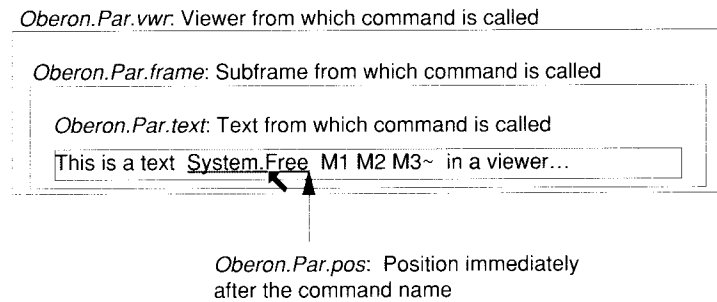 Oberon.Par.vwr: Viewer from which command is called
Oberon.Par.frame: Subframe from which command is called
Oberon.Par.text: Text from which command is called
This is a text System.Free M1 M2 M3~ in a viewer...
Oberon.Par.pos: Position immediately
after the command name